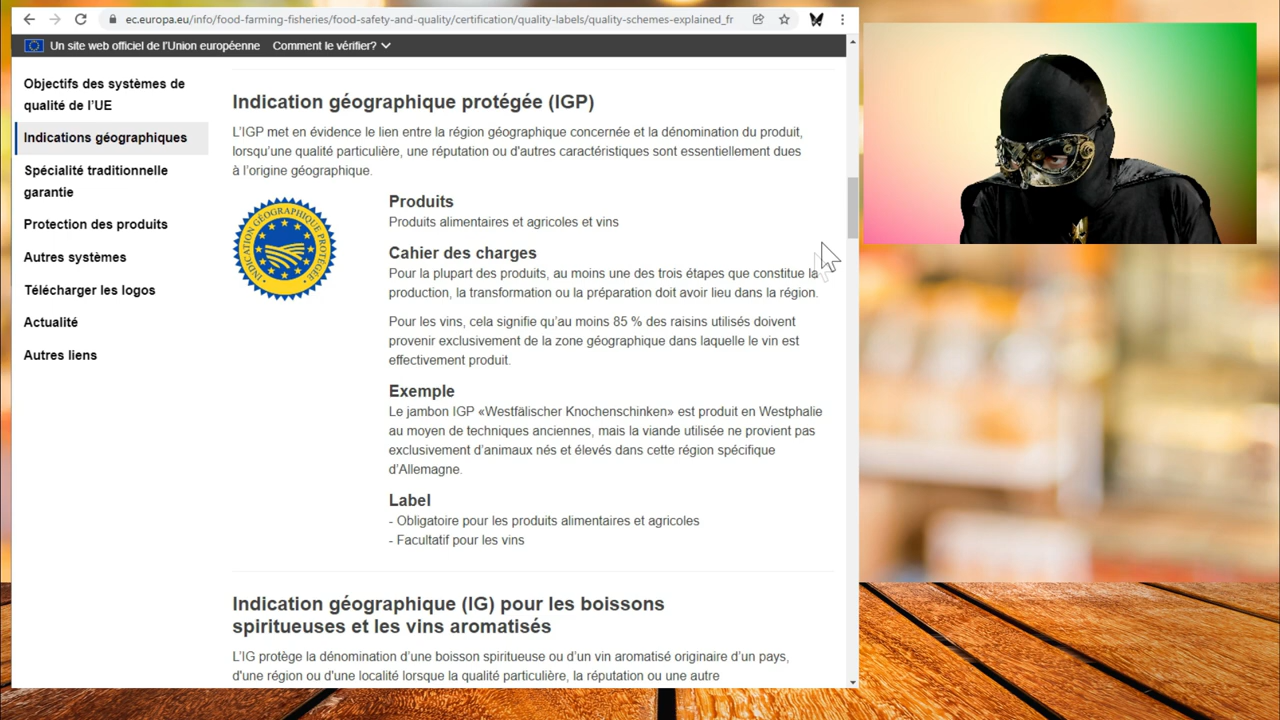 ec.europa.eu/info/food-farming-fisheries/food-safety-and-quality/certification/quality-labels/quality-schemes-explained_fr
Un site web officiel de l'Union européenne Comment le vérifier?
Objectifs des systèmes de
qualité de l'UE
Indications géographiques
Spécialité traditionnelle
garantie
Protection des produits
Autres systèmes
Télécharger les logos
Actualité
Autres liens
Indication géographique protégée (IGP)
L'IGP met en évidence le lien entre la région géographique concernée et la dénomination du produit,
lorsqu'une qualité particulière, une réputation ou d'autres caractéristiques sont essentiellement dues
à l'origine géographique.
INDICATION GÉOGRAPHIQUE PROTÉGÉE
Produits
Produits alimentaires et agricoles et vins
Cahier des charges
Pour la plupart des produits, au moins une des trois étapes que constitue la
production, la transformation ou la préparation doit avoir lieu dans la région.
Pour les vins, cela signifie qu'au moins 85 % des raisins utilisés doivent
provenir exclusivement de la zone géographique dans laquelle le vin est
effectivement produit.
Exemple
Le jambon IGP «Westfälischer Knochenschinken» est produit en Westphalie
au moyen de techniques anciennes, mais la viande utilisée ne provient pas
exclusivement d'animaux nés et élevés dans cette région spécifique
d'Allemagne.
Label
- Obligatoire pour les produits alimentaires et agricoles
- Facultatif pour les vins
Indication géographique (IG) pour les boissons
spiritueuses et les vins aromatisés
L'IG protège la dénomination d'une boisson spiritueuse ou d'un vin aromatisé originaire d'un pays,
d'une région ou d'une localité lorsque la qualité particulière, la réputation ou une autre